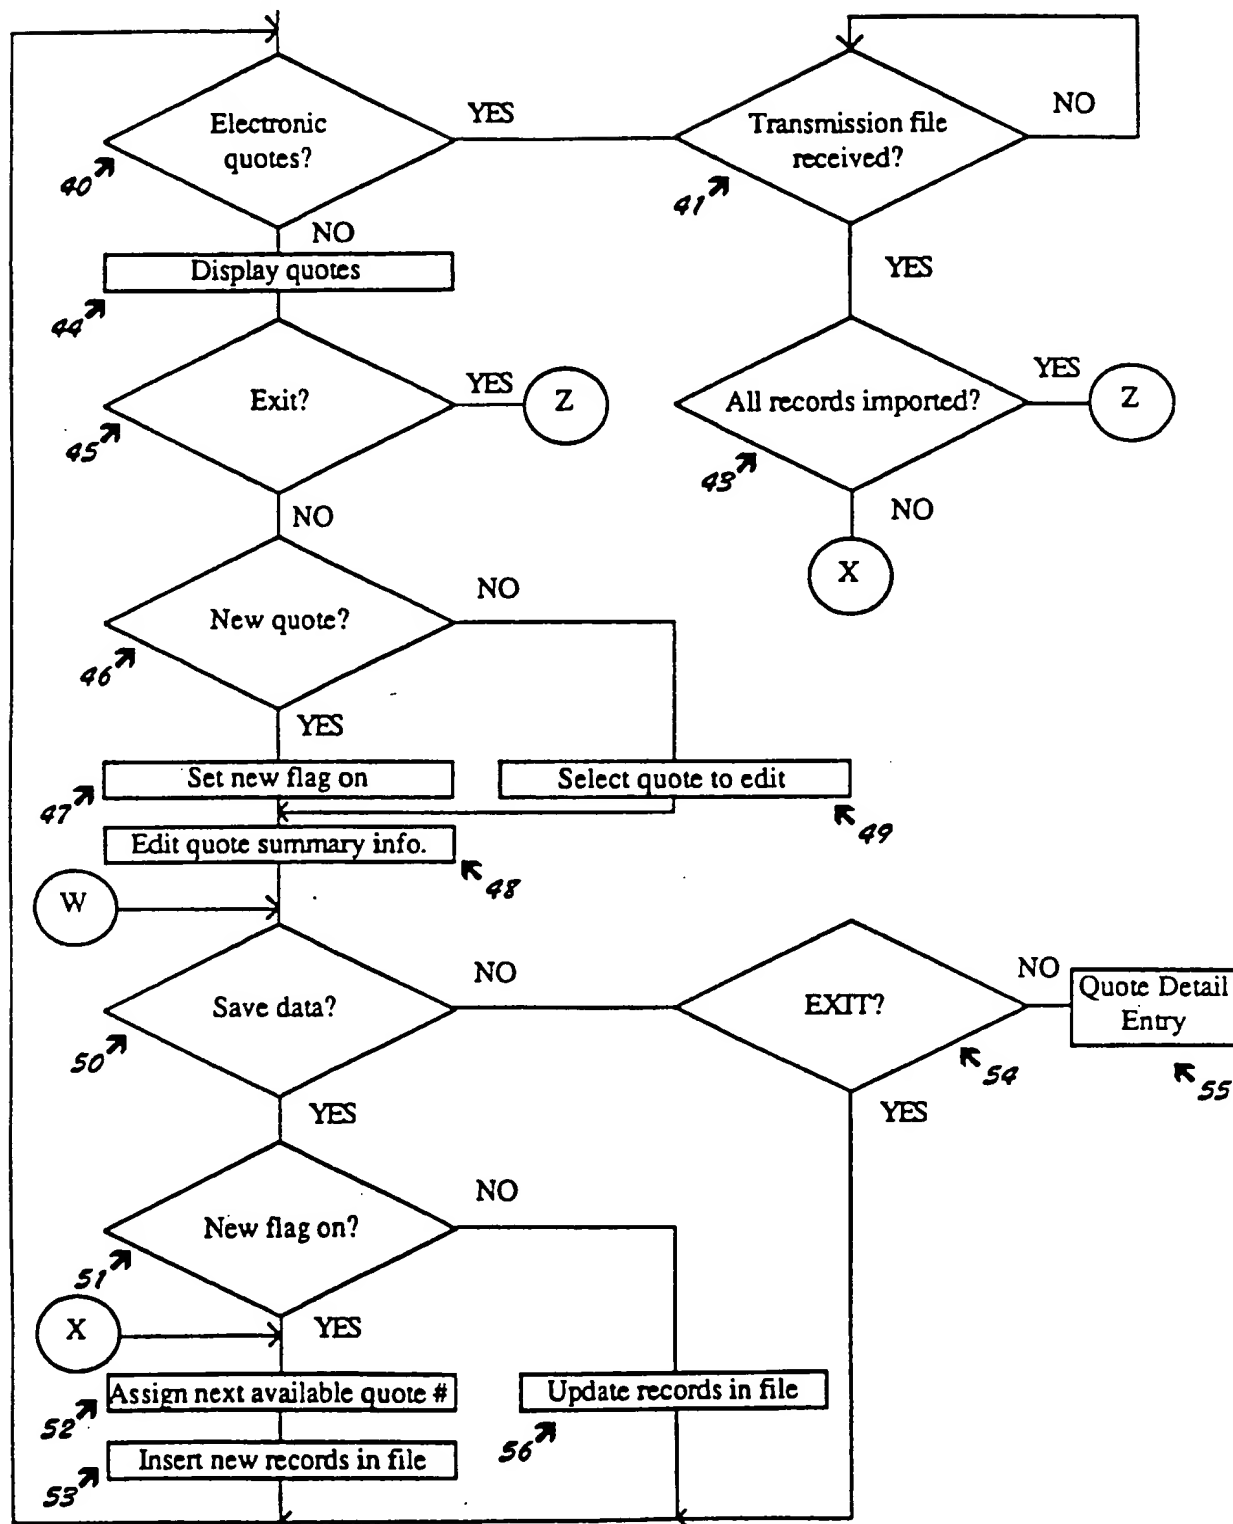 Electronic
quotes?
YES
40
NO
Transmission file
received?
NO
41
YES
Display quotes
44
Exit?
YES
Z
45
NO
All records imported?
YES
Z
43
NO
X
New quote?
NO
46
YES
Set new flag on
47
Select quote to edit
49
Edit quote summary info.
48
W
Save data?
NO
50
YES
EXIT?
NO
54
YES
Quote Detail
Entry
55
New flag on?
NO
51
YES
X
Assign next available quote #
52
Update records in file
56
Insert new records in file
53